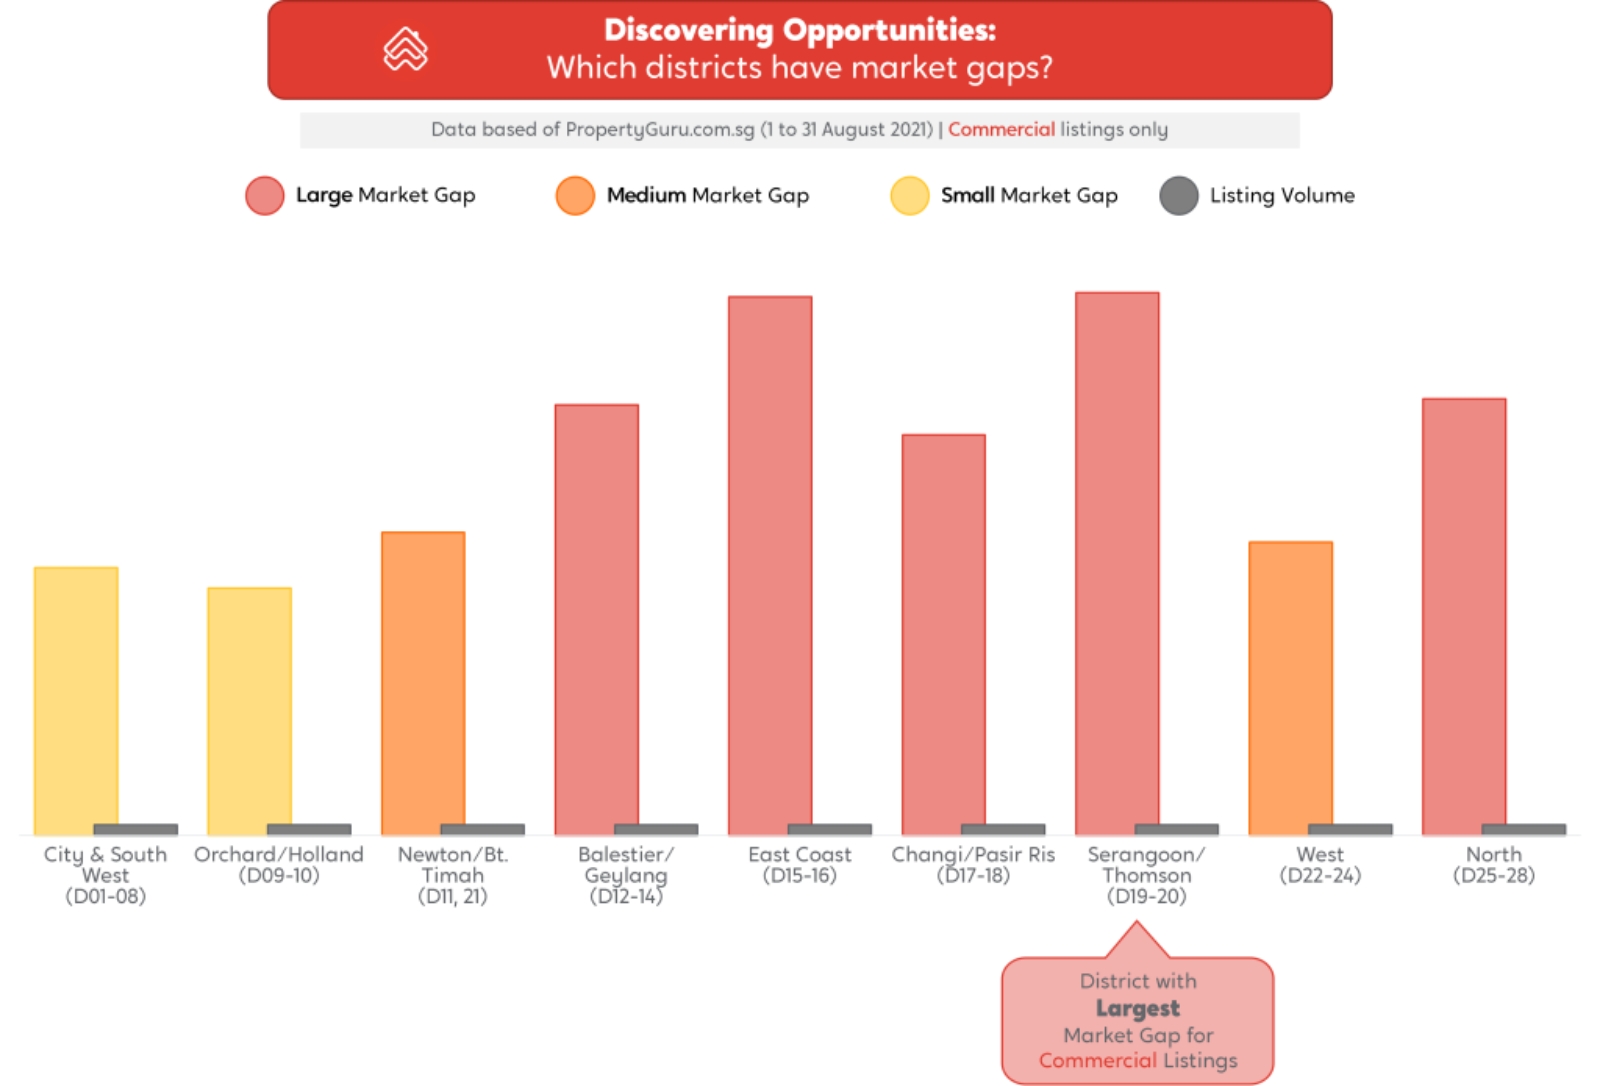 Discovering Opportunities:
Which districts have market gaps?
Data based of PropertyGuru.com.sg (1 to 31 August 2021) | Commercial listings only
Large Market Gap
Medium Market Gap
Small Market Gap
Listing Volume
City & South
West
(D01-08)
Orchard/Holland
(D09-10)
Newton/Bt.
Timah
(D11, 21)
Balestier/
Geylang
(D12-14)
East Coast
(D15-16)
Changi/Pasir Ris
(D17-18)
Serangoon/
Thomson
(D19-20)
West
(D22-24)
North
(D25-28)
District with
Largest
Market Gap for
Commercial Listings